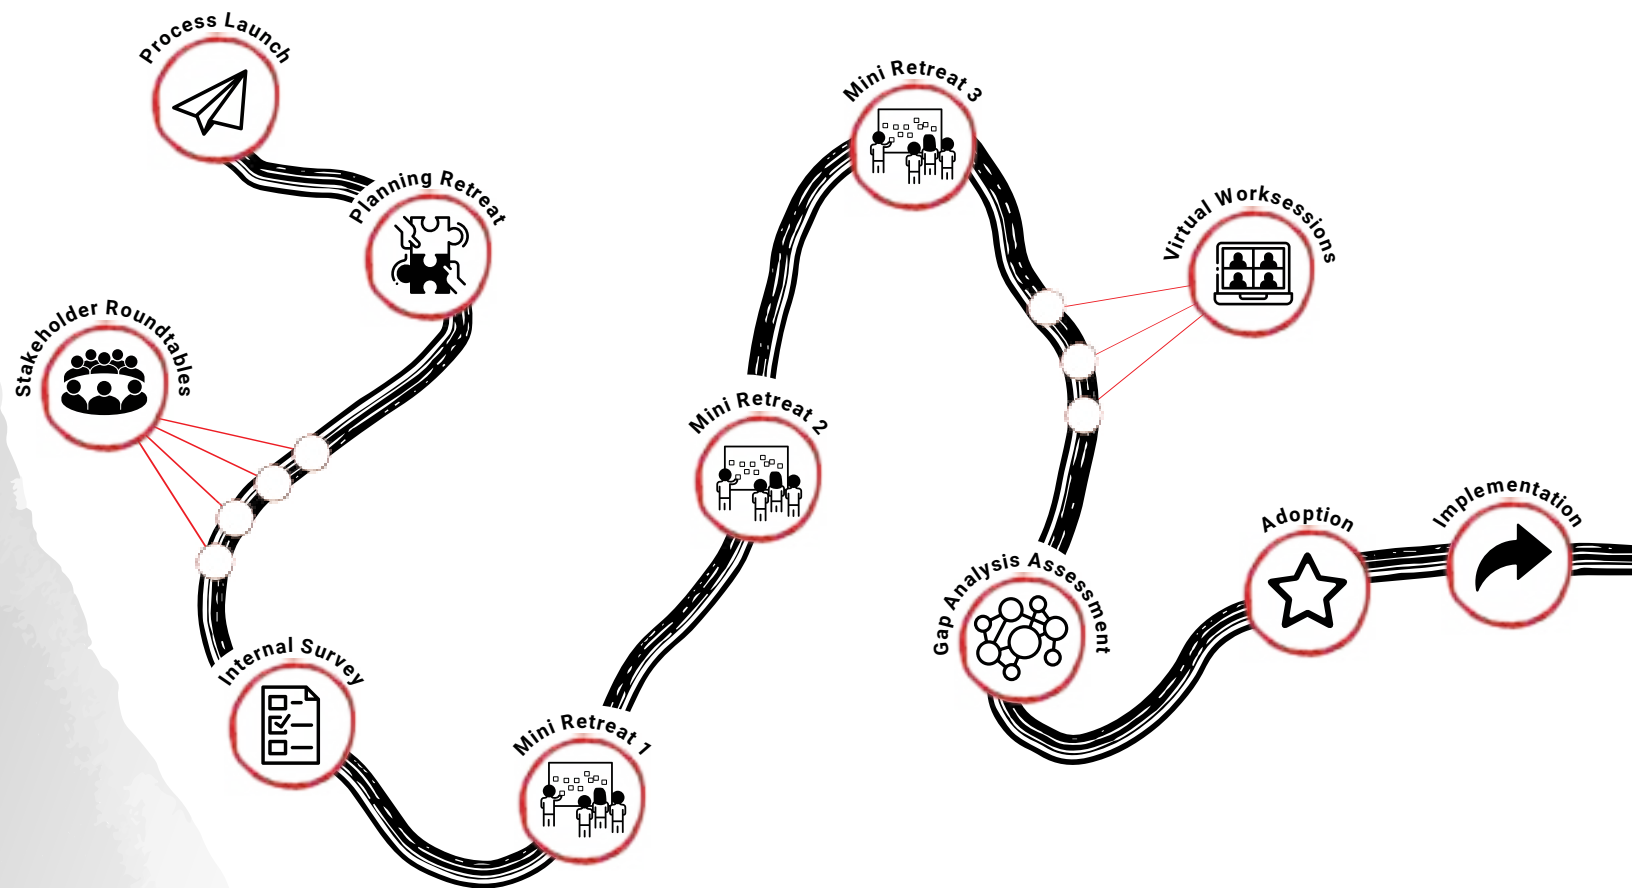 Process Launch
Planning Retreat
Stakeholder Roundtables
Internal Survey
Mini Retreat 1
Mini Retreat 2
Mini Retreat 3
Virtual Worksessions
Gap Analysis Assessment
Adoption
Implementation